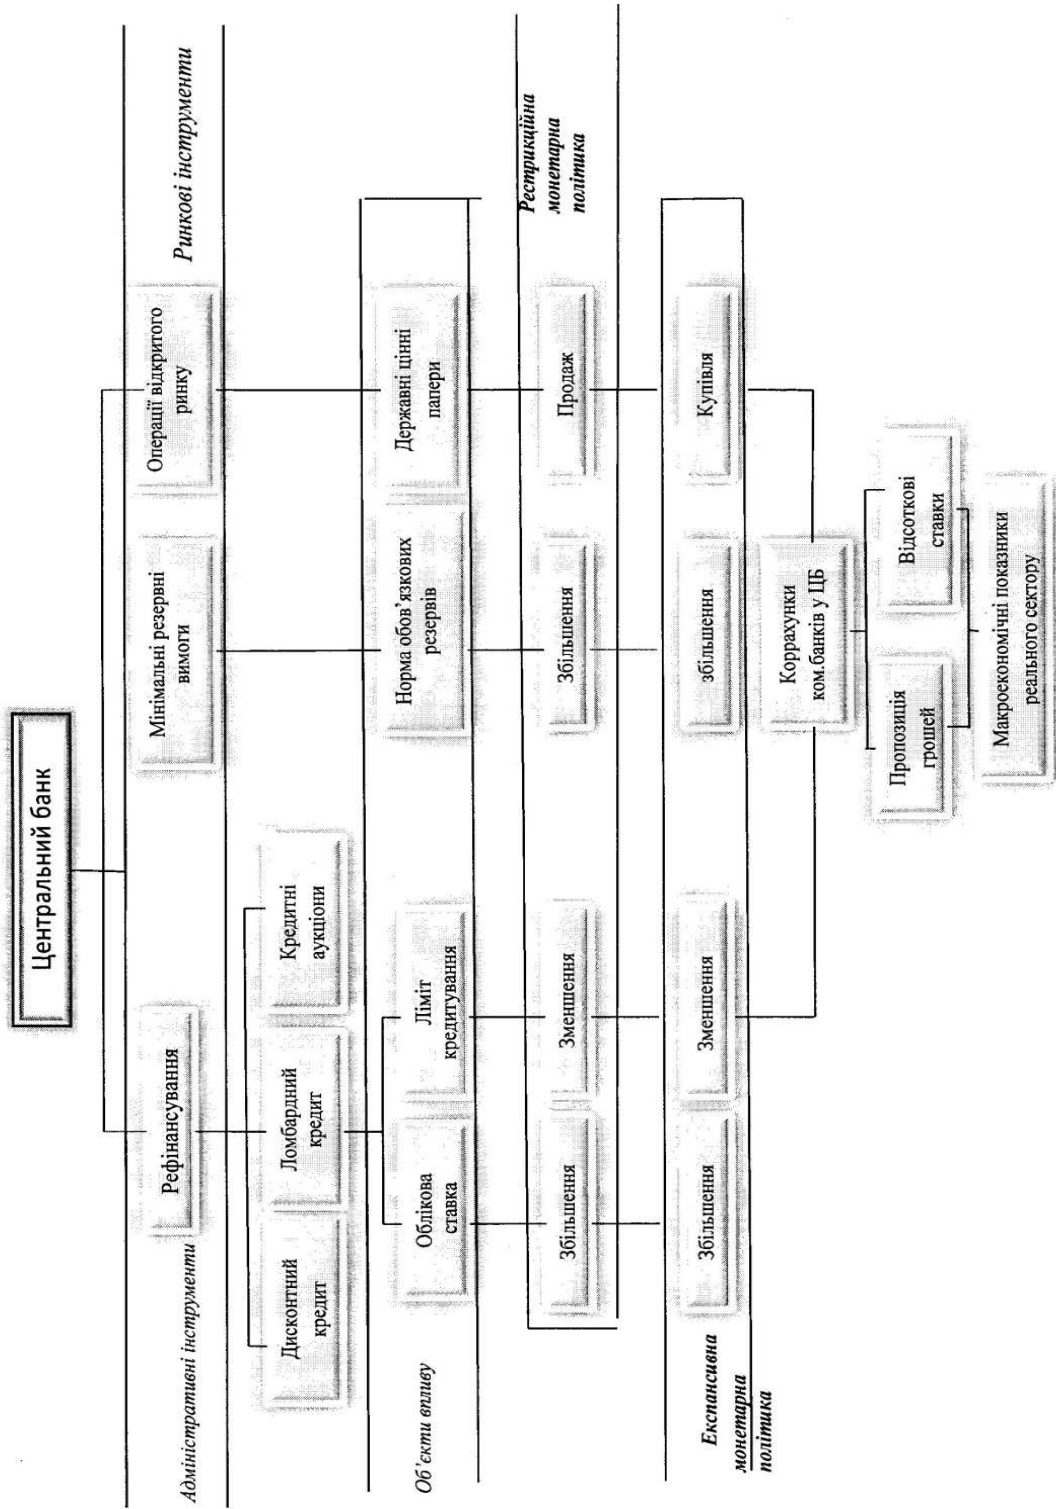 Центральний банк
Адміністративні інструменти
Рефінансування
Мінімальні резервні
вимоги
Операції відкритого
ринку
Ринкові інструменти
Дисконтний
кредит
Ломбардний
кредит
Кредитні
аукціони
Об’єкти впливу
Облікова
ставка
Ліміт
кредитування
Норма обов’язкових
резервів
Державні цінні
папери
Збільшення
Зменшення
Збільшення
Продаж
Рестрикційна
монетарна
політика
Експансивна
монетарна
політика
Збільшення
Зменшення
збільшення
Купівля
Коррахунки
ком.банків у ЦБ
Пропозиція
грошей
Відсоткові
ставки
Макроекономічні показники
реального сектору